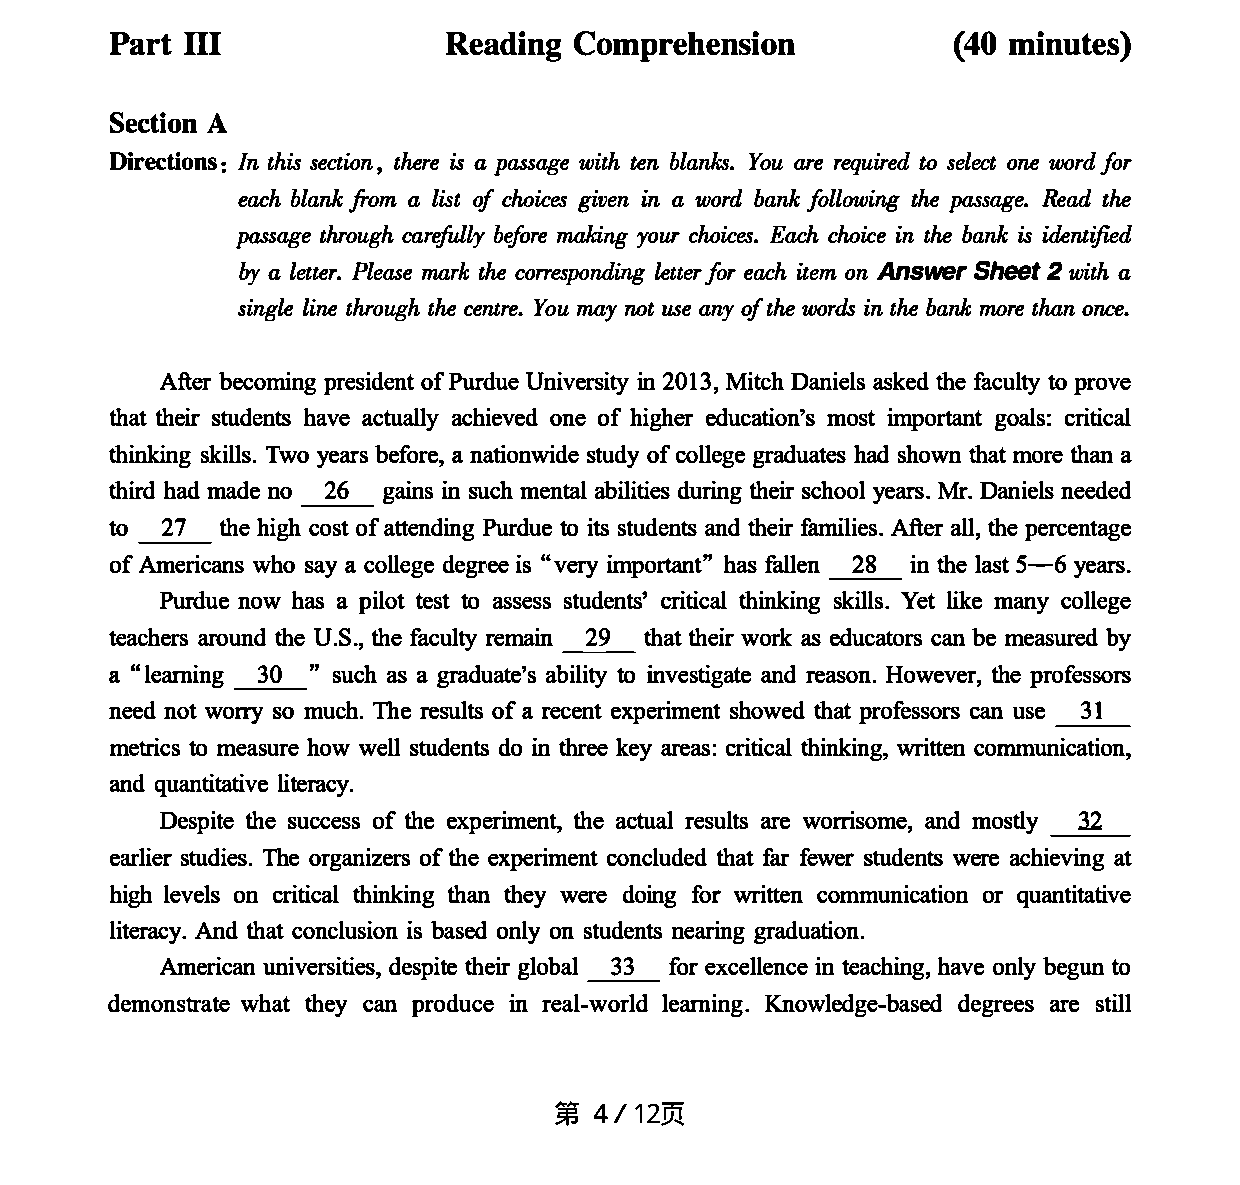 Part III Reading Comprehension (40 minutes)
Section A
Directions: In this section, there is a passage with ten blanks. You are required to select one word for
each blank from a list of choices given in a word bank following the passage. Read the
passage through carefully before making your choices. Each choice in the bank is identified
by a letter. Please mark the corresponding letter for each item on Answer Sheet 2 with a
single line through the centre. You may not use any of the words in the bank more than once.
After becoming president of Purdue University in 2013, Mitch Daniels asked the faculty to prove
that their students have actually achieved one of higher education's most important goals: critical
thinking skills. Two years before, a nationwide study of college graduates had shown that more than a
third had made no 26 gains in such mental abilities during their school years. Mr. Daniels needed
to 27 the high cost of attending Purdue to its students and their families. After all, the percentage
of Americans who say a college degree is “very important” has fallen 28 in the last 5—6 years.
Purdue now has a pilot test to assess students' critical thinking skills. Yet like many college
teachers around the U.S., the faculty remain 29 that their work as educators can be measured by
a “learning 30 ” such as a graduate's ability to investigate and reason. However, the professors
need not worry so much. The results of a recent experiment showed that professors can use 31
metrics to measure how well students do in three key areas: critical thinking, written communication,
and quantitative literacy.
Despite the success of the experiment, the actual results are worrisome, and mostly 32
earlier studies. The organizers of the experiment concluded that far fewer students were achieving at
high levels on critical thinking than they were doing for written communication or quantitative
literacy. And that conclusion is based only on students nearing graduation.
American universities, despite their global 33 for excellence in teaching, have only begun to
demonstrate what they can produce in real-world learning. Knowledge-based degrees are still
第 4 / 12页